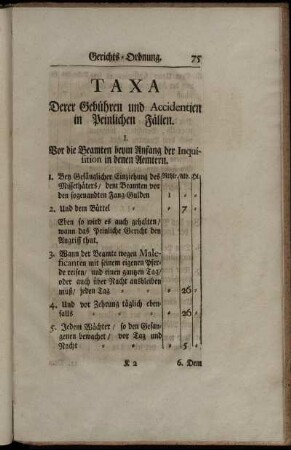 Gerichts-Ordnung. 75
TAXA
Derer Gebühren und Accidentien
in Peinlichen Fällen.
I.
Vor die Beamten beym Anfang der Inqui-
sition in denen Aemtern.
1. Bey Gefänglicher Einziehung des
Missethäters / dem Beamten vor
den sogenandten Fang-Gulden 1
2. Und dem Büttel 7
Eben so wird es auch gehalten /
wann das Peinliche Gericht den
Angriff thut.
3. Wann der Beamte wegen Male-
ficanten mit seinem eigenen Pfer-
de reiset / und einen gantzen Tag /
oder auch über Nacht ausbleiben
muß / jeden Tag 26
4. Und vor Zehrung täglich eben-
falls 26
5. Jedem Wächter / so den Gefan-
genen bewachet / vor Tag und
Nacht 5
K 2 6. Dem